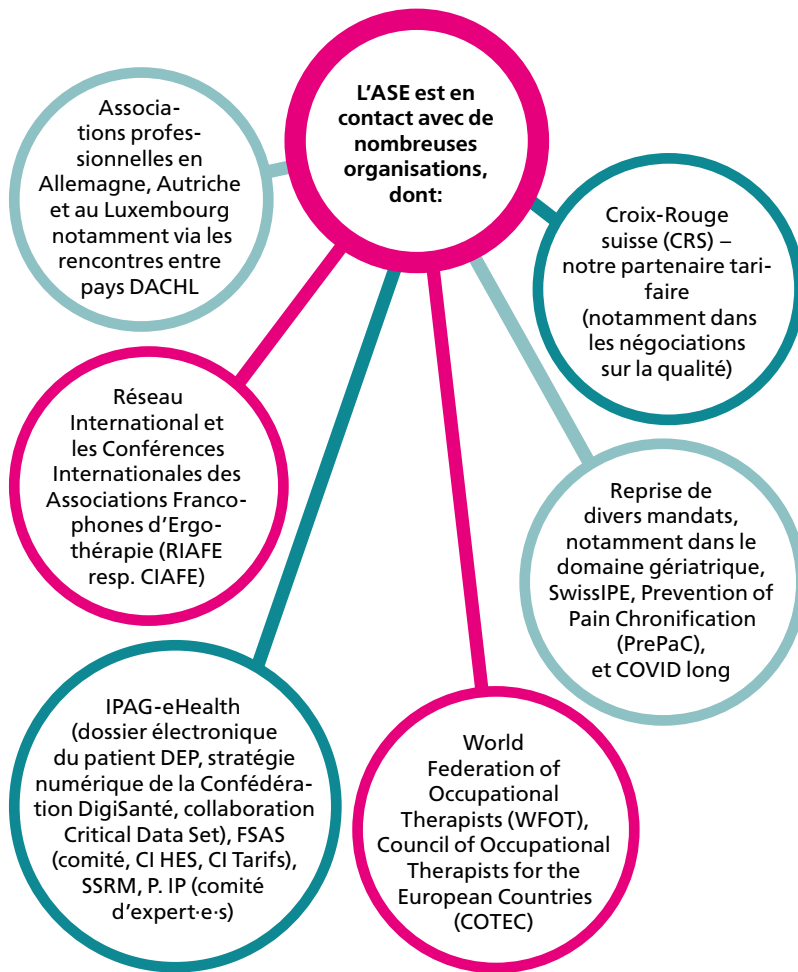 L'ASE est en
contact avec de
nombreuses
organisations,
dont:
Associa-
tions profes-
sionnelles en
Allemagne, Autriche
et au Luxembourg
notamment via les
rencontres entre
pays DACHL
Croix-Rouge
suisse (CRS) –
notre partenaire tari-
faire
(notamment dans
les négociations
sur la qualité)
Réseau
International et
les Conférences
Internationales des
Associations Franco-
phones d'Ergo-
thérapie (RIAFE
resp. CIAFE)
Reprise de
divers mandats,
notamment dans le
domaine gériatrique,
SwissIPE, Prevention of
Pain Chronification
(PrePaC),
et COVID long
IPAG-eHealth
(dossier électronique
du patient DEP, stratégie
numérique de la Confédéra-
tion DigiSanté, collaboration
Critical Data Set), FSAS
(comité, CI HES, CI Tarifs),
SSRM, P. IP (comité
d'expert·e·s)
World
Federation of
Occupational
Therapists (WFOT),
Council of Occupational
Therapists for the
European Countries
(COTEC)